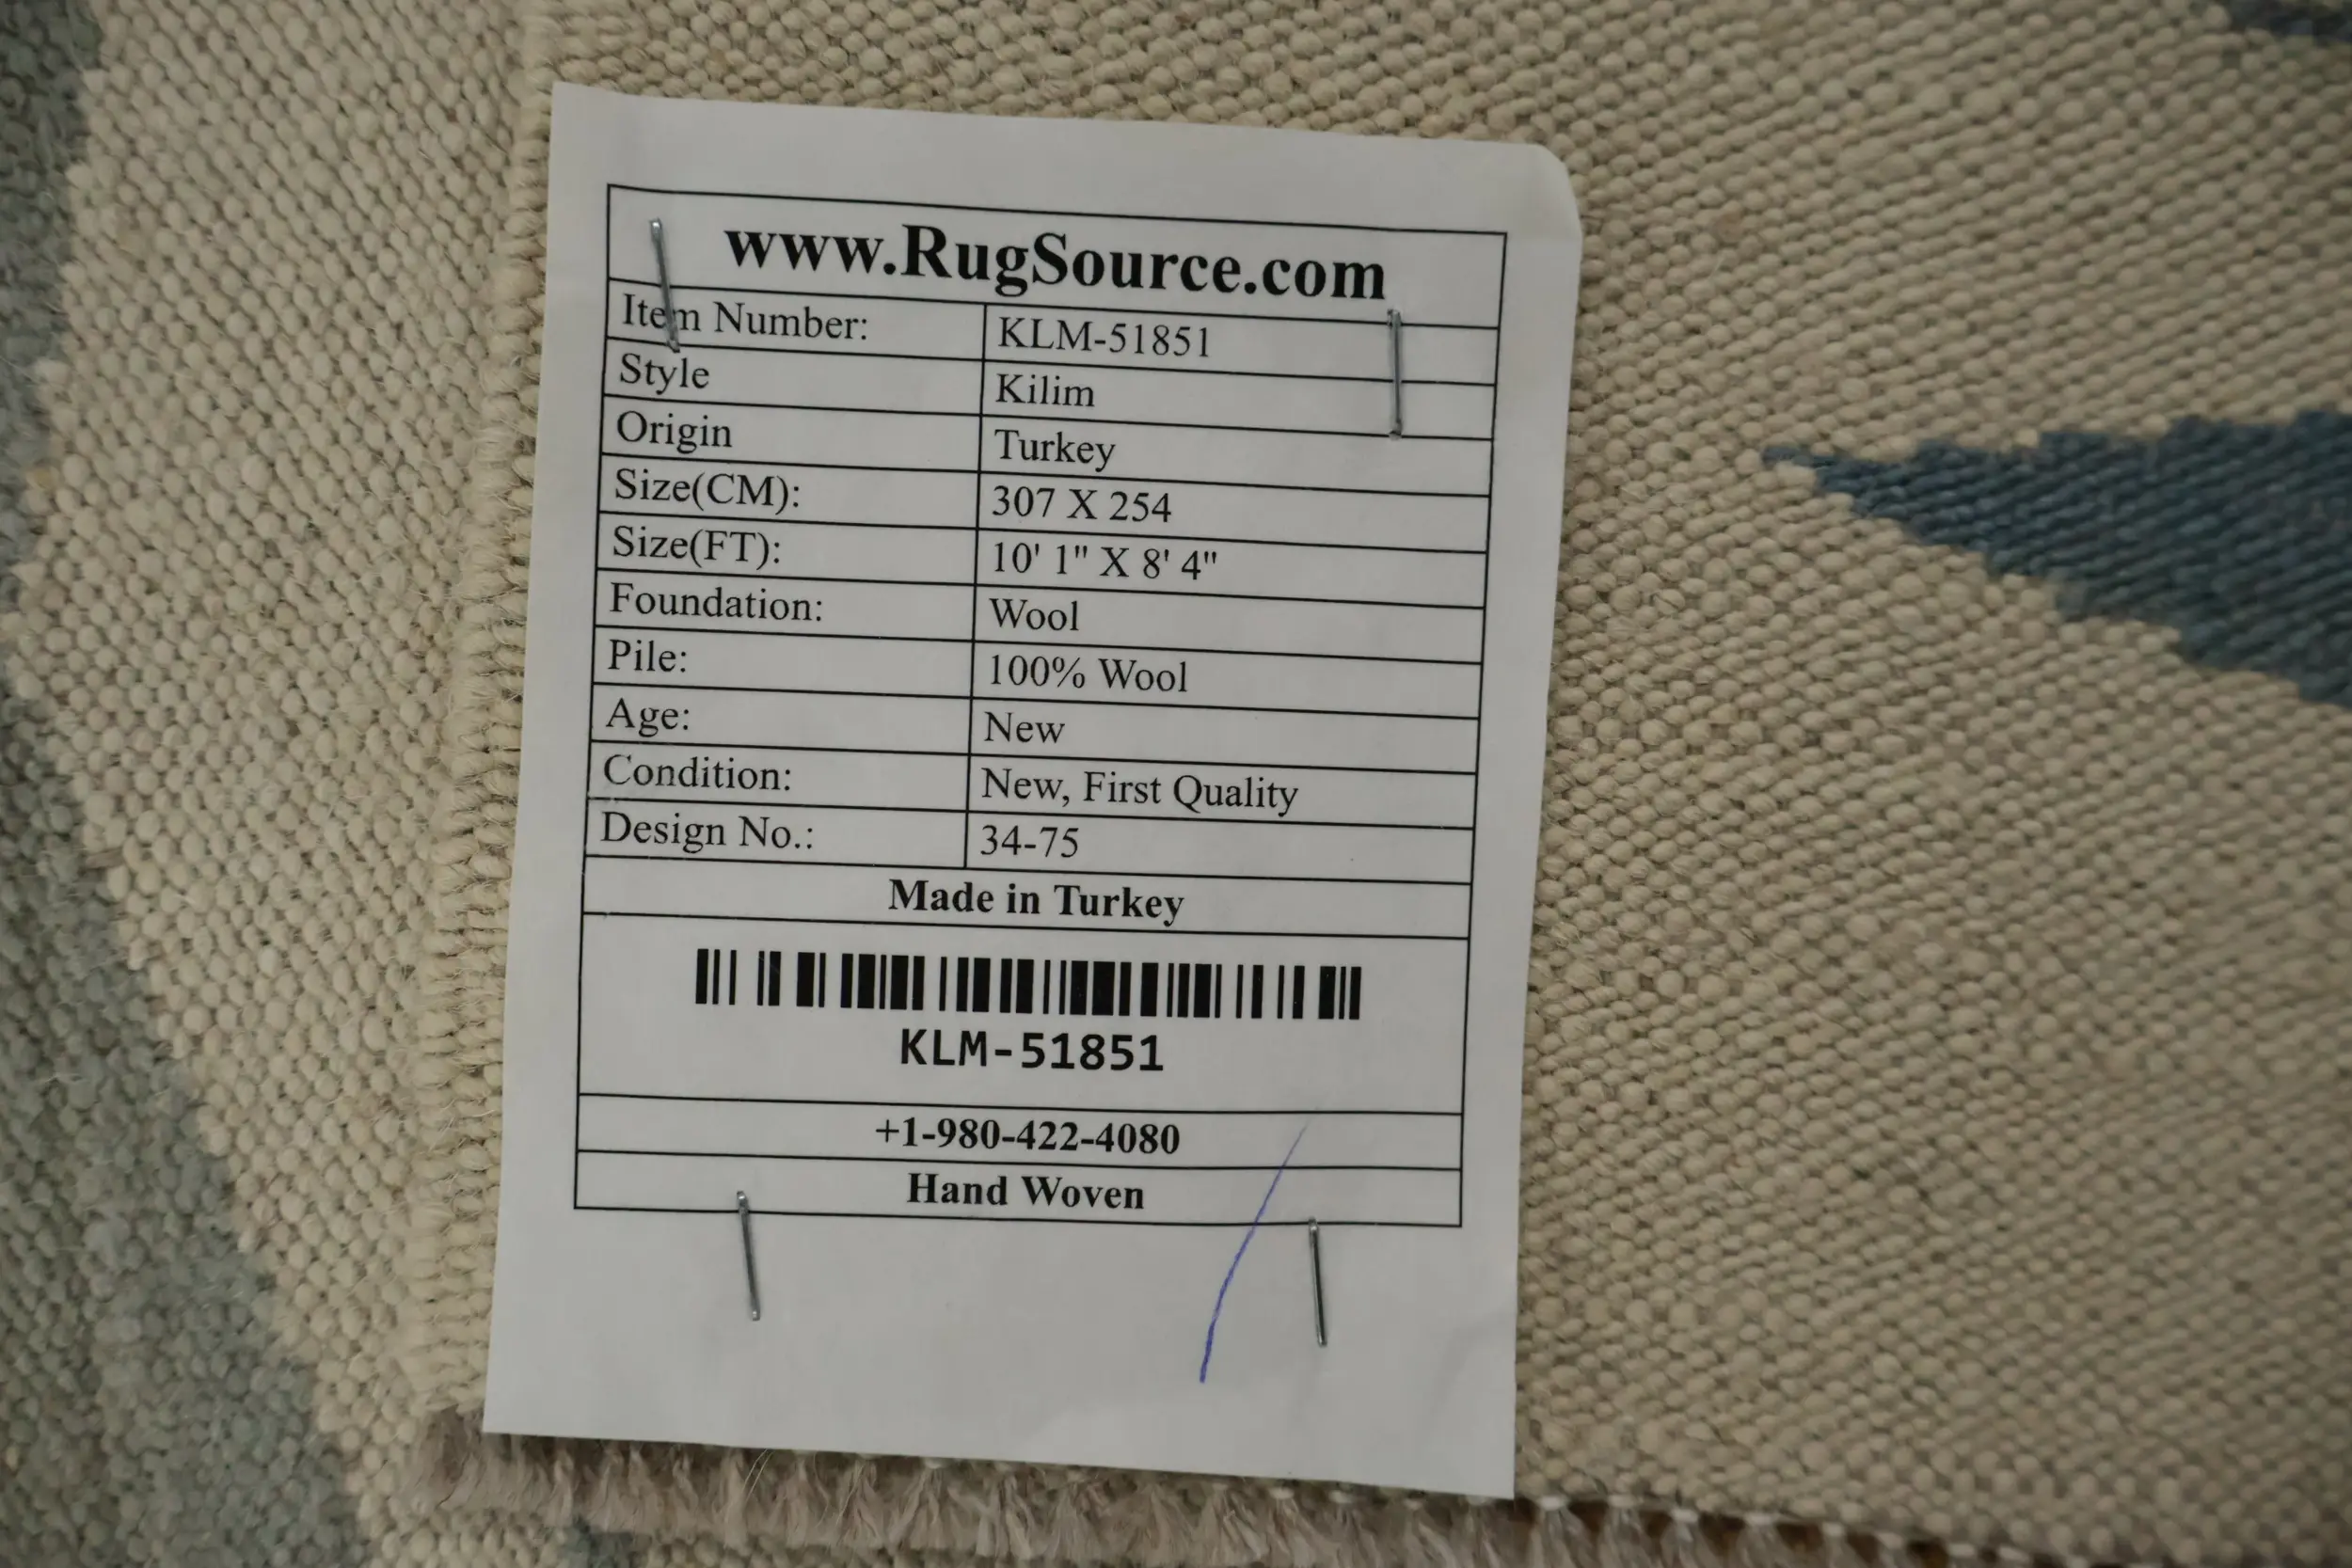 www.RugSource.com
Item Number: KLM-51851
Style Kilim
Origin Turkey
Size(CM): 307 X 254
Size(FT): 10' 1" X 8' 4"
Foundation: Wool
Pile: 100% Wool
Age: New
Condition: New, First Quality
Design No.: 34-75
Made in Turkey
KLM-51851
+1-980-422-4080
Hand Woven